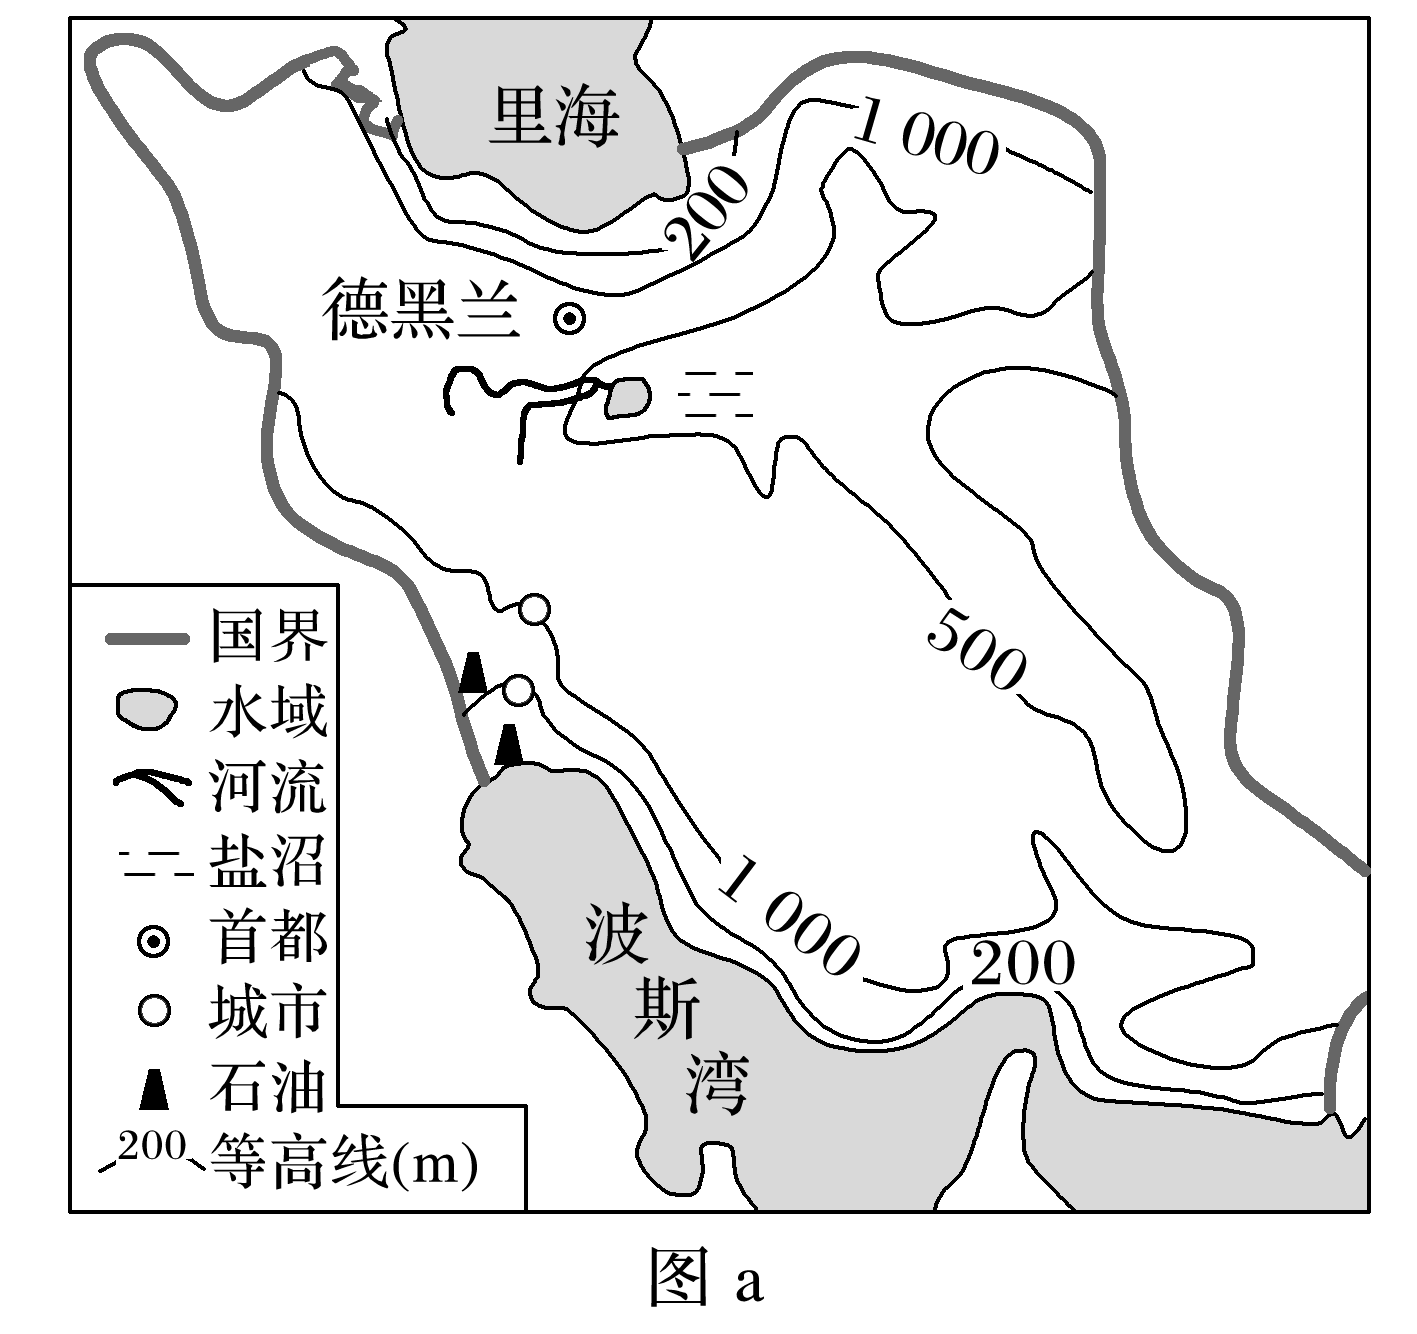 里海
1 000
200
德黑兰
500
1 000
200
波
斯
湾
国界
水域
河流
盐沼
首都
城市
石油
200 等高线(m)
图 a